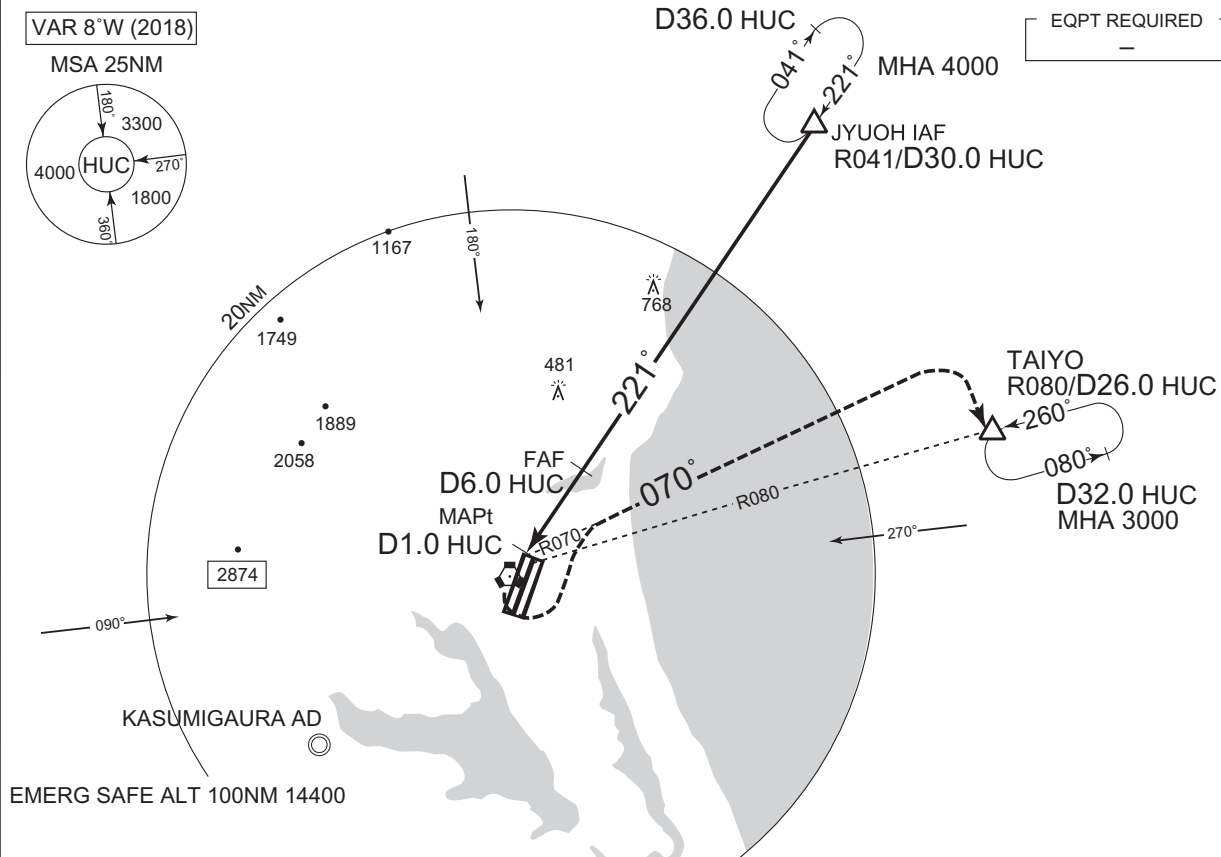 VAR 8°W (2018)
MSA 25NM
180°
3300
HUC
4000
270°
1800
360°
D36.0 HUC
041°
221°
MHA 4000
EQPT REQUIRED
–
JYUOH IAF
R041/D30.0 HUC
180°
1167
20NM
768
1749
481
221°
1889
2058
TAIYO
R080/D26.0 HUC
260°
080°
D32.0 HUC
MHA 3000
FAF
D6.0 HUC
070°
R080
MAPt
D1.0 HUC
R070
270°
2874
090°
KASUMIGAURA AD
EMERG SAFE ALT 100NM 14400